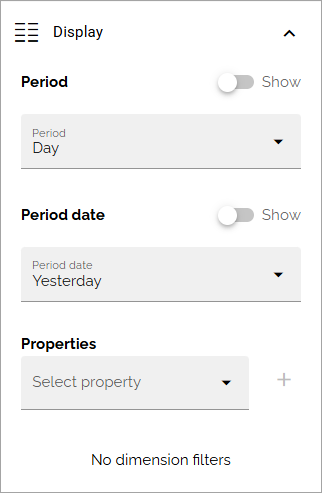 Display
Period
Show
Period
Day
Period date
Show
Period date
Yesterday
Properties
Select property
No dimension filters